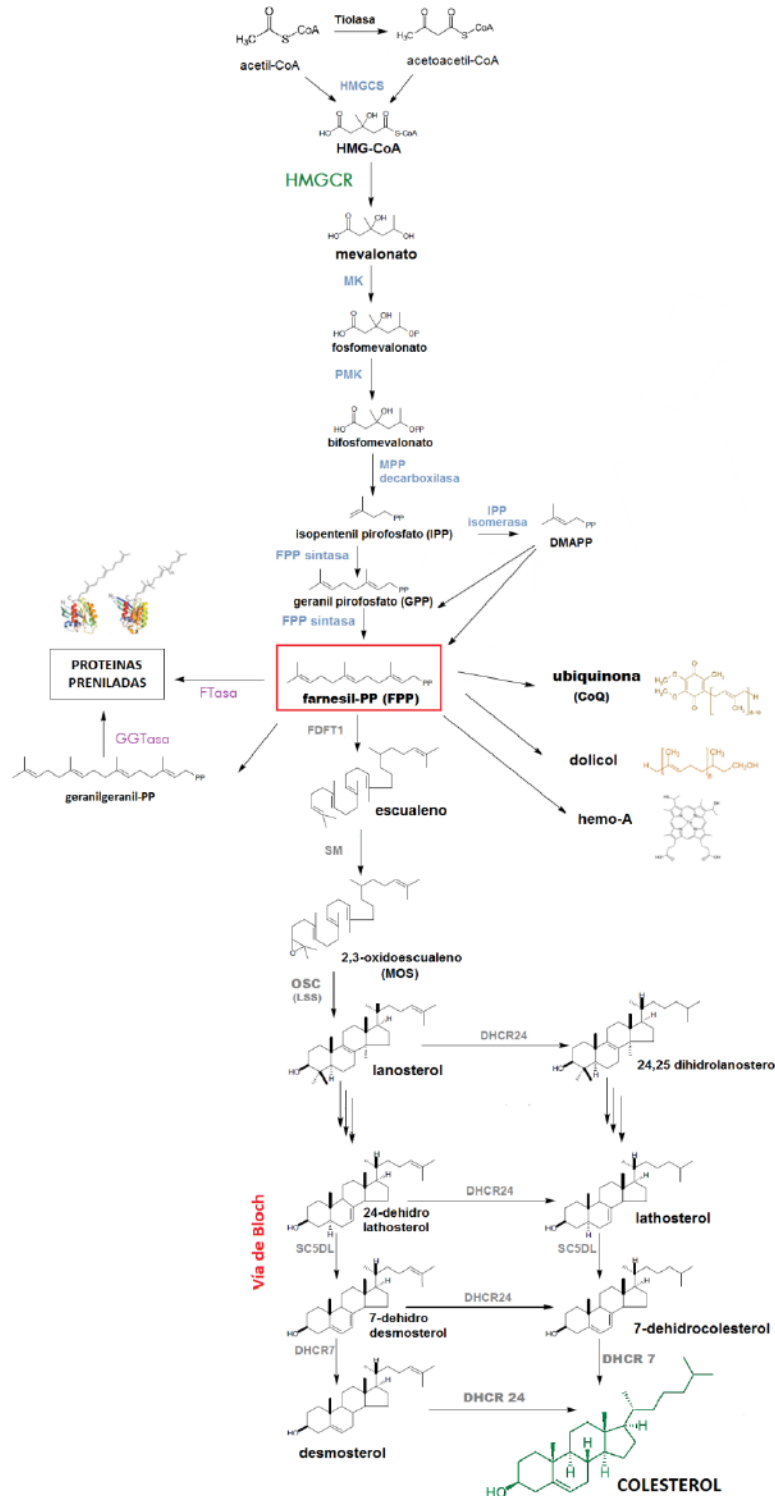 Tiolasa
acetil-CoA
acetoacetil-CoA
HMGCS
HMG-CoA
HMGCR
mevalonato
MK
fosfomevalonato
PMK
bifosfomevalonato
MPP
decarboxilasa
IPP
isomerasa
isopentenil pirofosfato (IPP)
DMAPP
FPP sintasa
geranil pirofosfato (GPP)
FPP sintasa
PROTEINAS
PRENILADAS
FTasa
farnesil-PP (FPP)
ubiquinona
(CoQ)
GGTasa
FDFT1
dolicol
geranilgeranil-PP
escualeno
hemo-A
SM
2,3-oxidoescualeno
(MOS)
OSC
(LSS)
DHCR24
lanosterol
24,25 dihidrolanostero
Vía de Bloch
24-dehidro
lathosterol
DHCR24
lathosterol
SC5DL
SC5DL
DHCR24
7-dehidro
desmosterol
7-dehidrocolesterol
DHCR7
DHCR 7
DHCR 24
desmosterol
COLESTEROL